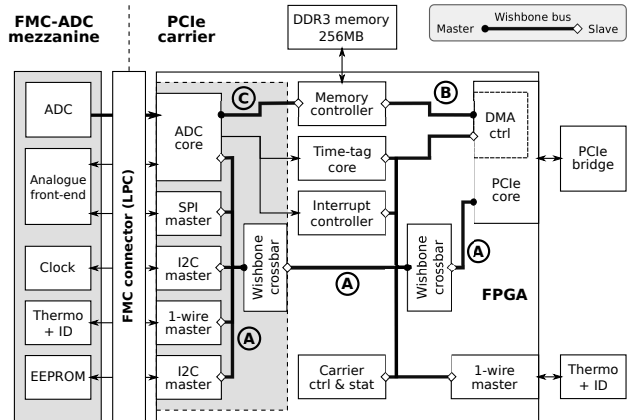 FMC-ADC
mezzanine
PCIe
carrier
DDR3 memory
256MB
Wishbone bus
Master
Slave
ADC
Analogue
front-end
Clock
Thermo
+ ID
EEPROM
FMC connector (LPC)
ADC
core
SPI
master
I2C
master
1-wire
master
I2C
master
C
Wishbone
crossbar
A
Memory
controller
Time-tag
core
Interrupt
controller
A
Carrier
ctrl & stat
B
DMA
ctrl
PCIe
core
Wishbone
crossbar
A
FPGA
1-wire
master
PCIe
bridge
Thermo
+ ID